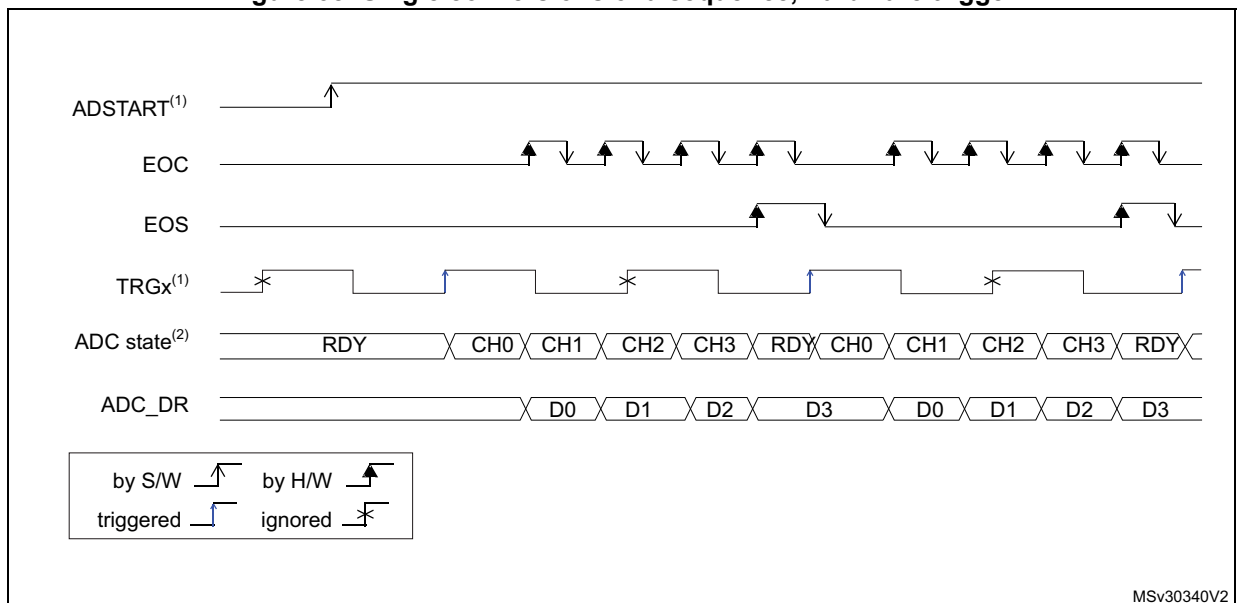 ADSTART(1)
EOC
EOS
TRGx(1)
ADC state(2) RDY CH0 CH1 CH2 CH3 RDY CH0 CH1 CH2 CH3 RDY
ADC_DR D0 D1 D2 D3 D0 D1 D2 D3
by S/W by H/W
triggered ignored
MSv30340V2